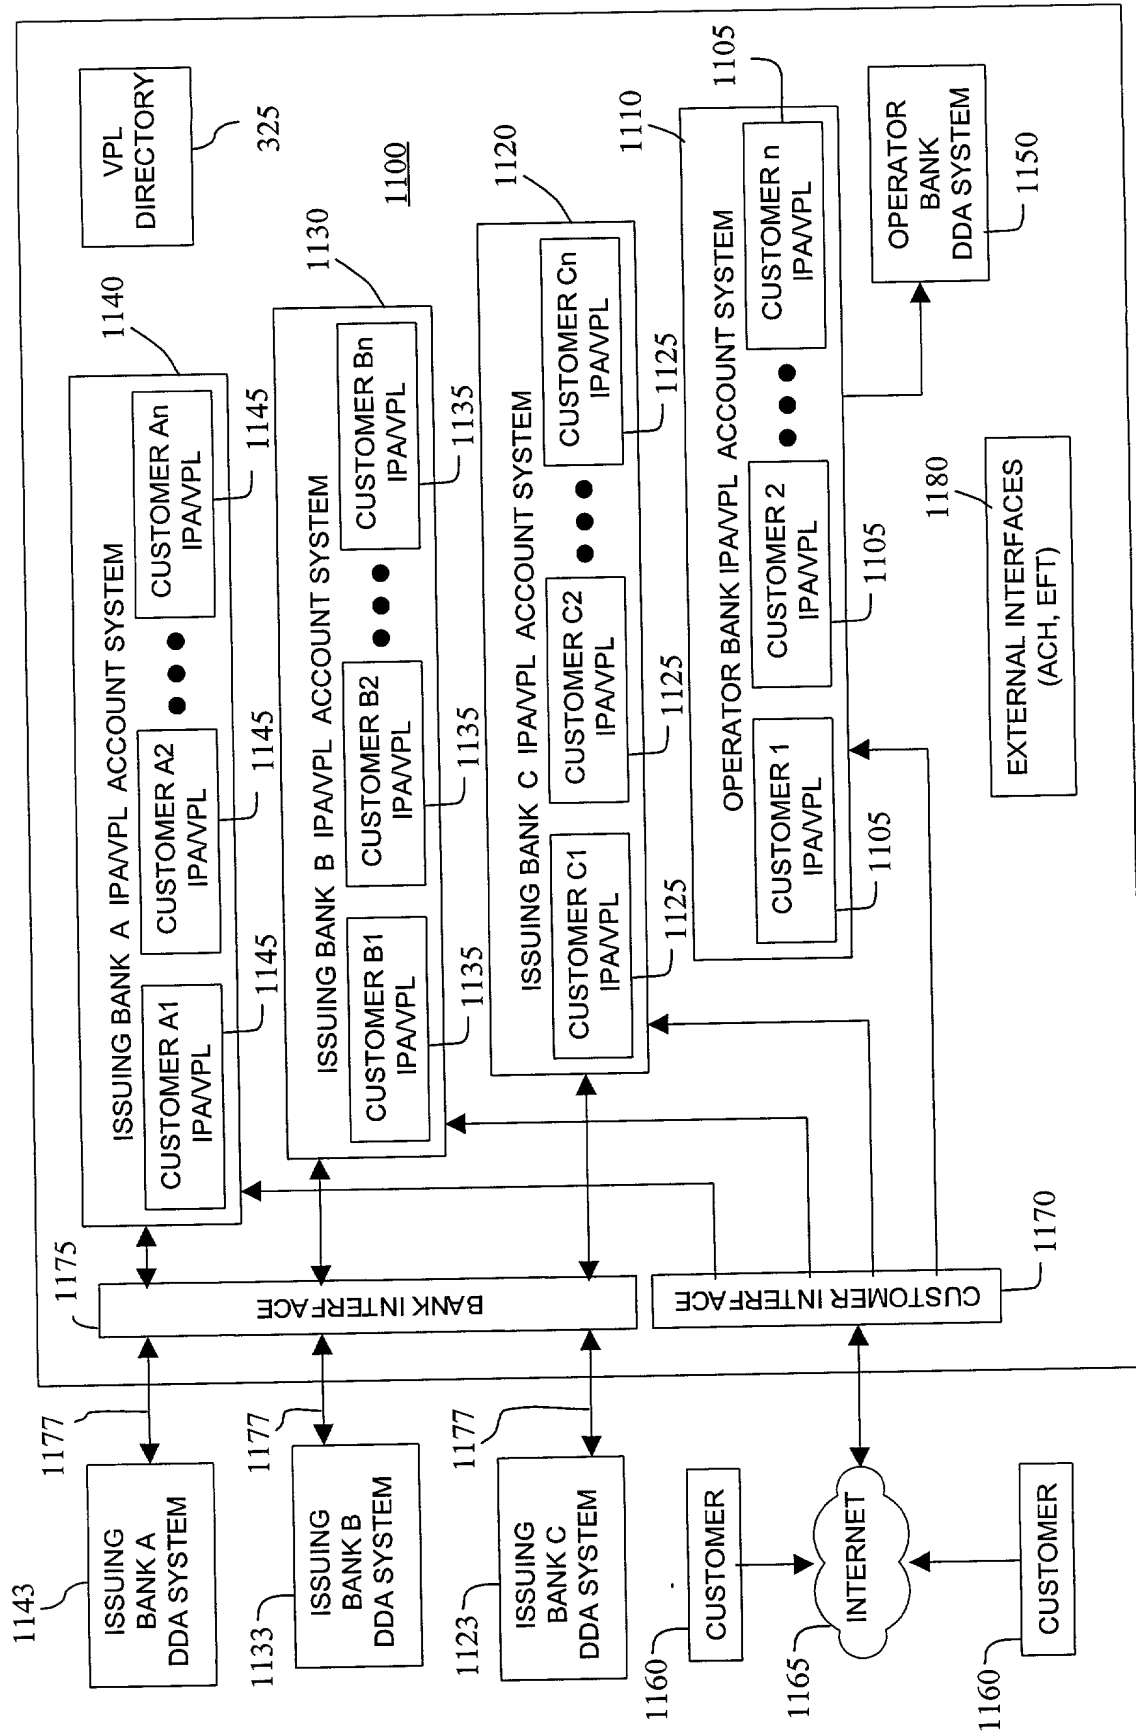 1143
ISSUING
BANK A
DDA SYSTEM
1177
1175
ISSUING BANK A IPA/VPL ACCOUNT SYSTEM
1140
CUSTOMER A1
IPA/VPL
1145
CUSTOMER A2
IPA/VPL
1145
CUSTOMER An
IPA/VPL
1145
VPL
DIRECTORY
325
1133
ISSUING
BANK B
DDA SYSTEM
1177
BANK INTERFACE
ISSUING BANK B IPA/VPL ACCOUNT SYSTEM
1130
CUSTOMER B1
IPA/VPL
1135
CUSTOMER B2
IPA/VPL
1135
CUSTOMER Bn
IPA/VPL
1135
1100
1123
ISSUING
BANK C
DDA SYSTEM
1177
ISSUING BANK C IPA/VPL ACCOUNT SYSTEM
1120
CUSTOMER C1
IPA/VPL
1125
CUSTOMER C2
IPA/VPL
1125
CUSTOMER Cn
IPA/VPL
1125
1160
CUSTOMER
1165
INTERNET
1160
CUSTOMER
CUSTOMER INTERFACE
1170
OPERATOR BANK IPA/VPL ACCOUNT SYSTEM
1110
CUSTOMER 1
IPA/VPL
1105
CUSTOMER 2
IPA/VPL
1105
CUSTOMER n
IPA/VPL
1105
1180
EXTERNAL INTERFACES
(ACH, EFT)
OPERATOR
BANK
DDA SYSTEM
1150